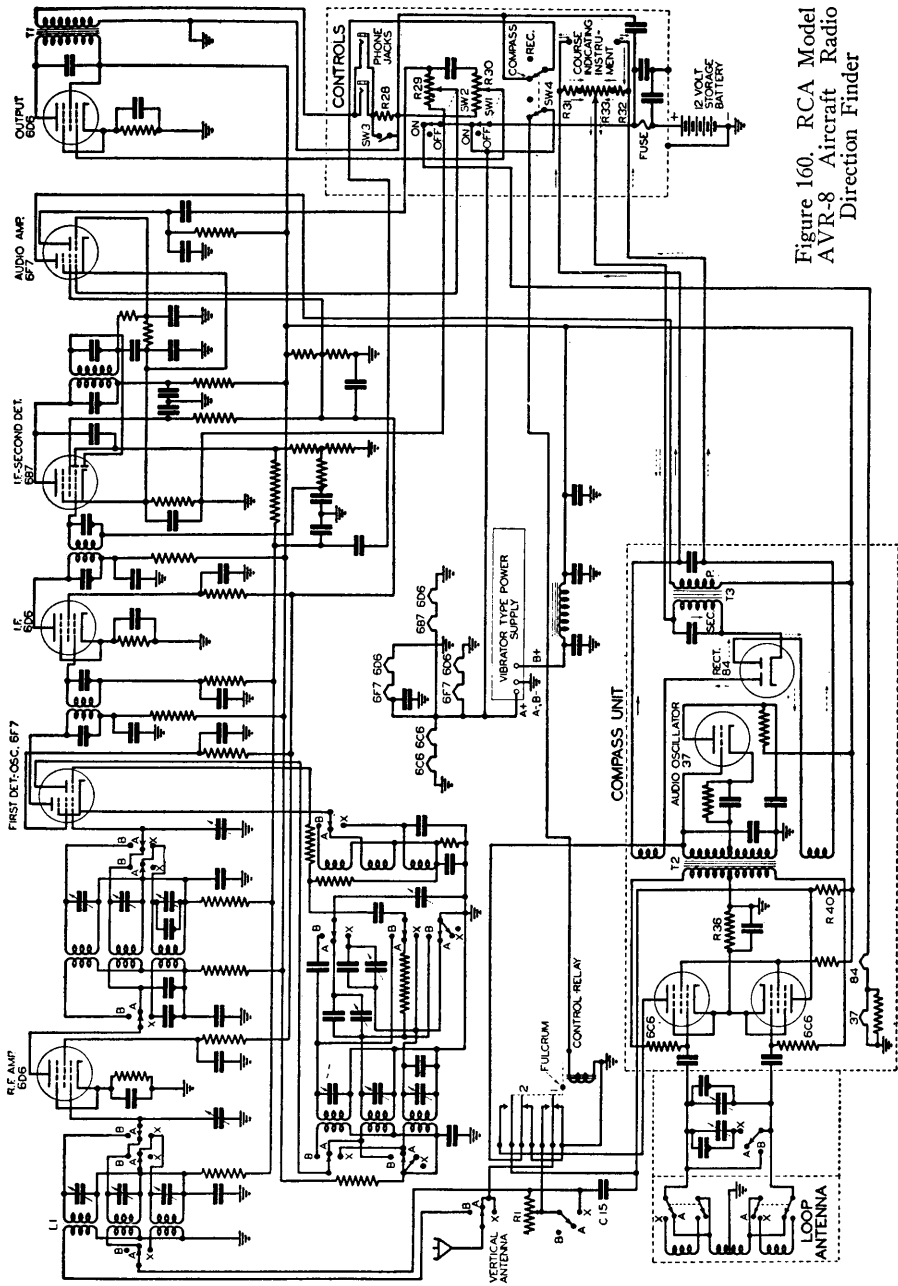 OUTPUT
6D6
T1
AUDIO AMP.
6F7
I.F.-SECOND DET.
6B7
I.F.
6D6
FIRST DET.-OSC. 6F7
R.F. AMP
6D6
L1
B
A
X
B
A
X
B
A
X
B
A
X
B
A
X
B
A
X
B
A
X
B
A
X
CONTROLS
PHONE
JACKS
SW3
R28
R29
ON
OFF
SW2
R30
ON
OFF
SW1
COMPASS
REC.
SW4
COURSE
INDICATING
INSTRU-
MENT
R31
R33
R32
FUSE
12 VOLT
STORAGE
BATTERY
6C6 6C6
6F7 6D6
6B7 6D6
6F7 6D6
VIBRATOR TYPE POWER
SUPPLY
A+
A-,B-
B+
CONTROL RELAY
FULCRUM
2
VERTICAL
ANTENNA
B
A
X
R1
B
A
X
C15
COMPASS UNIT
T2
AUDIO OSCILLATOR
37
RECT.
84
SEC.
P.
T3
R36
R40
6C6
6C6
37
84
X
A
B
X
A
A
X
LOOP
ANTENNA
Figure 160. RCA Model
AVR-8 Aircraft Radio
Direction Finder